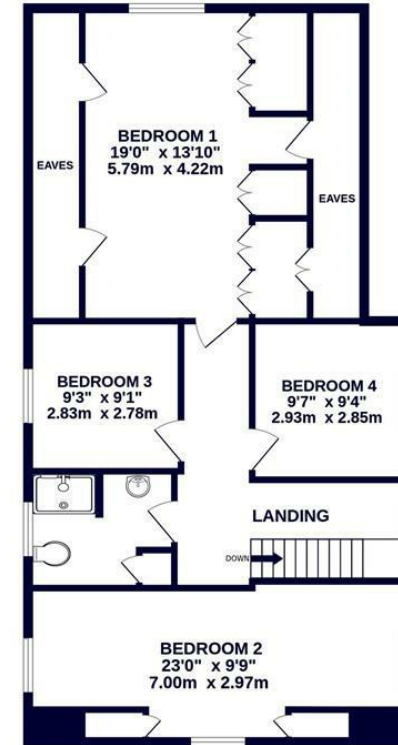 BEDROOM 1
19'0" x 13'10"
5.79m x 4.22m
EAVES
EAVES
BEDROOM 3
9'3" x 9'1"
2.83m x 2.78m
BEDROOM 4
9'7" x 9'4"
2.93m x 2.85m
LANDING
DOWN
BEDROOM 2
23'0" x 9'9"
7.00m x 2.97m